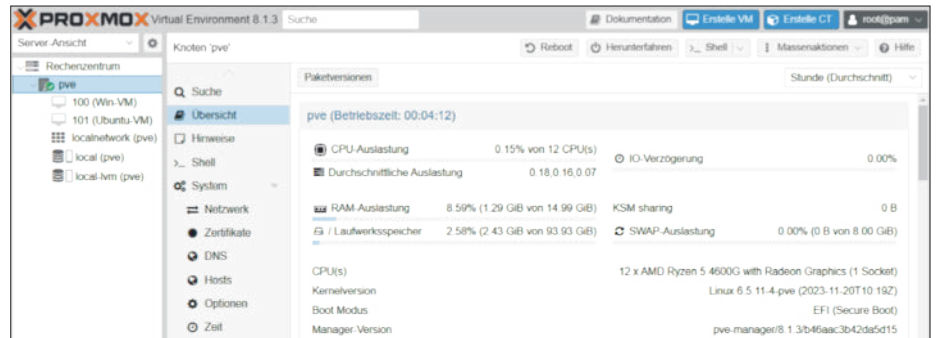 PROXMOX Virtual Environment 8.1.3 Suche Dokumentation Erstelle VM Erstelle CT root@pam
Server-Ansicht
Rechenzentrum
pve
100 (Win-VM)
101 (Ubuntu-VM)
localnetwork (pve)
local (pve)
local-lvm (pve)
Knoten 'pve' Reboot Herunterfahren Shell Massenaktionen Hilfe
Suche
Übersicht
Hinweise
Shell
System
Netzwerk
Zertifikate
DNS
Hosts
Optionen
Zeit
Paketversionen Stunde (Durchschnitt)
pve (Betriebszeit: 00:04:12)
CPU-Auslastung 0.15% von 12 CPU(s)
IO-Verzögerung 0.00%
Durchschnittliche Auslastung 0.18,0.16,0.07
RAM-Auslastung 8.59% (1.29 GiB von 14.99 GiB) KSM sharing 0 B
/ Laufwerksspeicher 2.58% (2.43 GiB von 93.93 GiB) SWAP-Auslastung 0.00% (0 B von 8.00 GiB)
CPU(s) 12 x AMD Ryzen 5 4600G with Radeon Graphics (1 Socket)
Kernelversion Linux 6.5.11-4-pve (2023-11-20T10:19Z)
Boot Modus EFI (Secure Boot)
Manager-Version pve-manager/8.1.3/b46aac3b42da5d15